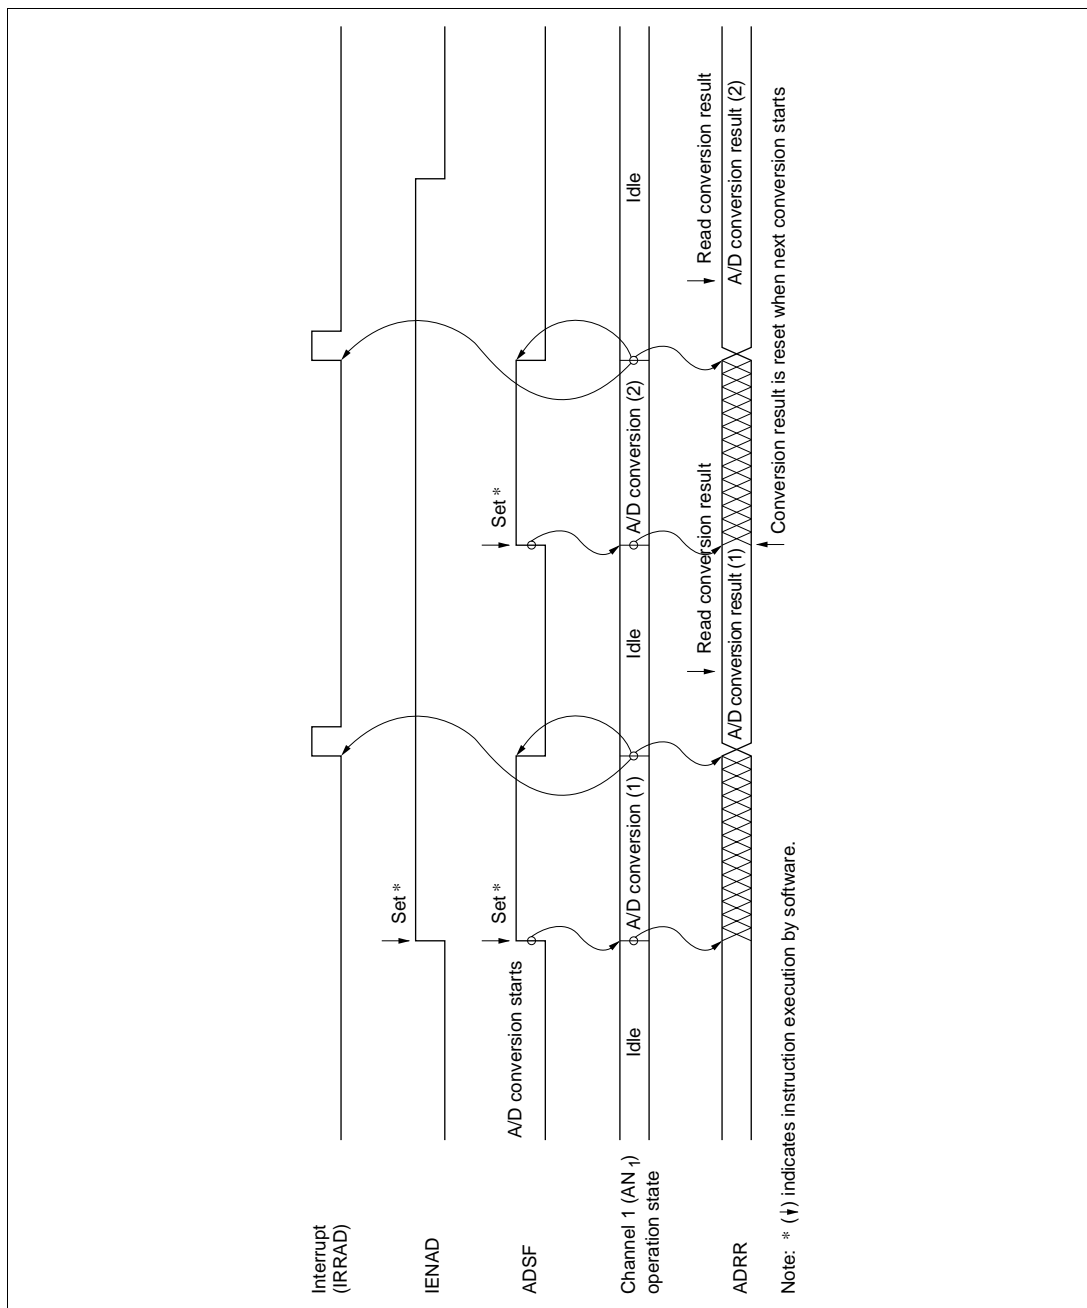 Interrupt
(IRRAD)
IENAD
Set *
ADSF
A/D conversion starts
Set *
Set *
Channel 1 (AN1)
operation state
Idle
A/D conversion (1)
Idle
A/D conversion (2)
Idle
Read conversion result
Read conversion result
ADRR
A/D conversion result (1)
A/D conversion result (2)
Conversion result is reset when next conversion starts
Note: * (↓) indicates instruction execution by software.